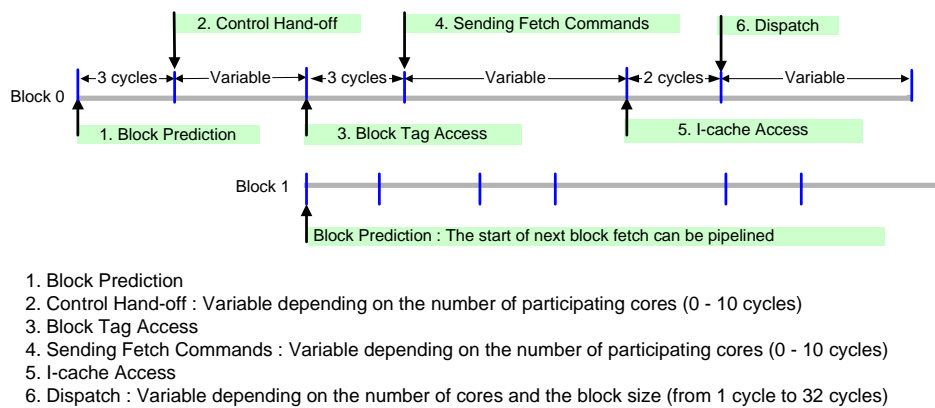 2. Control Hand-off
4. Sending Fetch Commands
6. Dispatch
3 cycles
Variable
3 cycles
Variable
2 cycles
Variable
Block 0
1. Block Prediction
3. Block Tag Access
5. I-cache Access
Block 1
Block Prediction : The start of next block fetch can be pipelined
1. Block Prediction
2. Control Hand-off : Variable depending on the number of participating cores (0 - 10 cycles)
3. Block Tag Access
4. Sending Fetch Commands : Variable depending on the number of participating cores (0 - 10 cycles)
5. I-cache Access
6. Dispatch : Variable depending on the number of cores and the block size (from 1 cycle to 32 cycles)